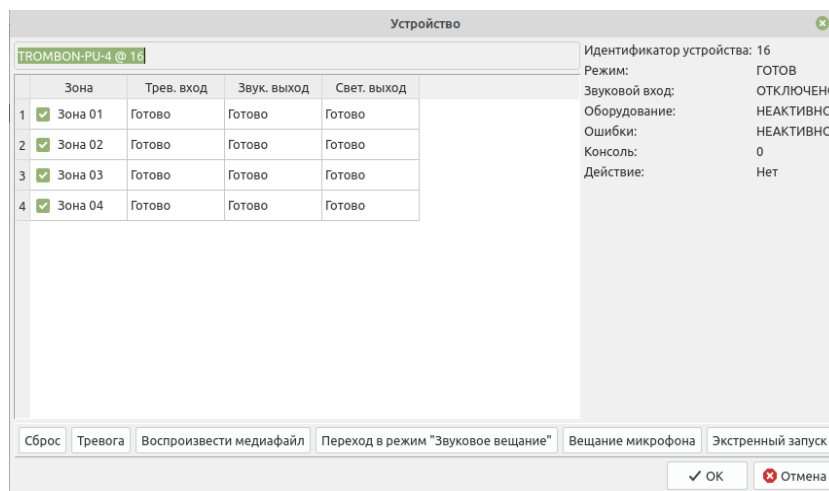 Устройство
TROMBON-PU-4 @ 16
Зона Трев. вход Звук. выход Свет. выход
1 Зона 01 Готово Готово Готово
2 Зона 02 Готово Готово Готово
3 Зона 03 Готово Готово Готово
4 Зона 04 Готово Готово Готово
Идентификатор устройства: 16
Режим: ГОТОВ
Звуковой вход: ОТКЛЮЧЕНО
Оборудование: НЕАКТИВНО
Ошибки: НЕАКТИВНО
Консоль: 0
Действие: Нет
Сброс Тревога Воспроизвести медиафайл Переход в режим "Звуковое вещание" Вещание микрофона Экстренный запуск
OK Отмена